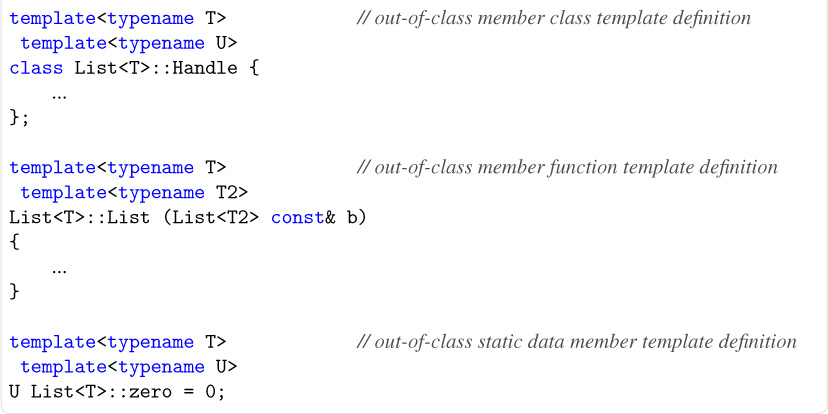 template<typename T> // out-of-class member class template definition
 template<typename U>
class List<T>::Handle {
    ...
};

template<typename T> // out-of-class member function template definition
 template<typename T2>
List<T>::List (List<T2> const& b)
{
    ...
}

template<typename T> // out-of-class static data member template definition
 template<typename U>
U List<T>::zero = 0;